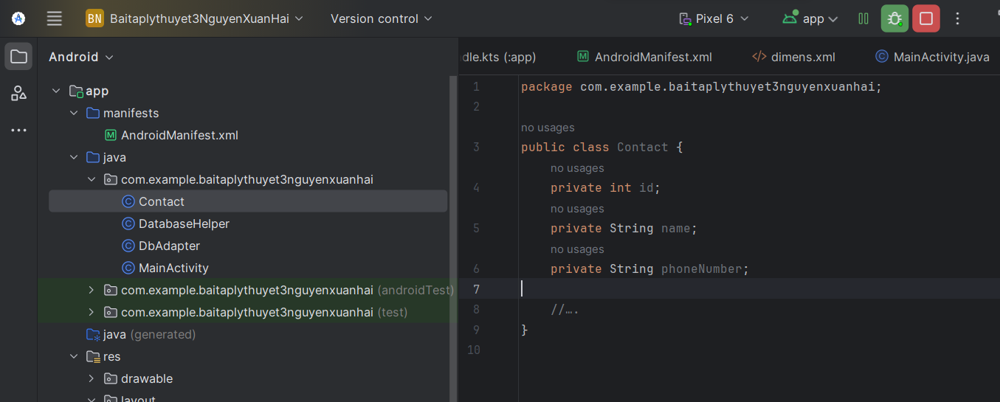 BN Baitaplythuyet3NguyenXuanHai Version control Pixel 6 app
Android
app
manifests
AndroidManifest.xml
java
com.example.baitaplythuyet3nguyenxuanhai
Contact
DatabaseHelper
DbAdapter
MainActivity
com.example.baitaplythuyet3nguyenxuanhai (androidTest)
com.example.baitaplythuyet3nguyenxuanhai (test)
java (generated)
res
drawable
layout
dle.kts (:app) AndroidManifest.xml dimens.xml MainActivity.java
1 package com.example.baitaplythuyet3nguyenxuanhai;
2
no usages
3 public class Contact {
no usages
4 private int id;
no usages
5 private String name;
no usages
6 private String phoneNumber;
7
8 //….
9 }
10